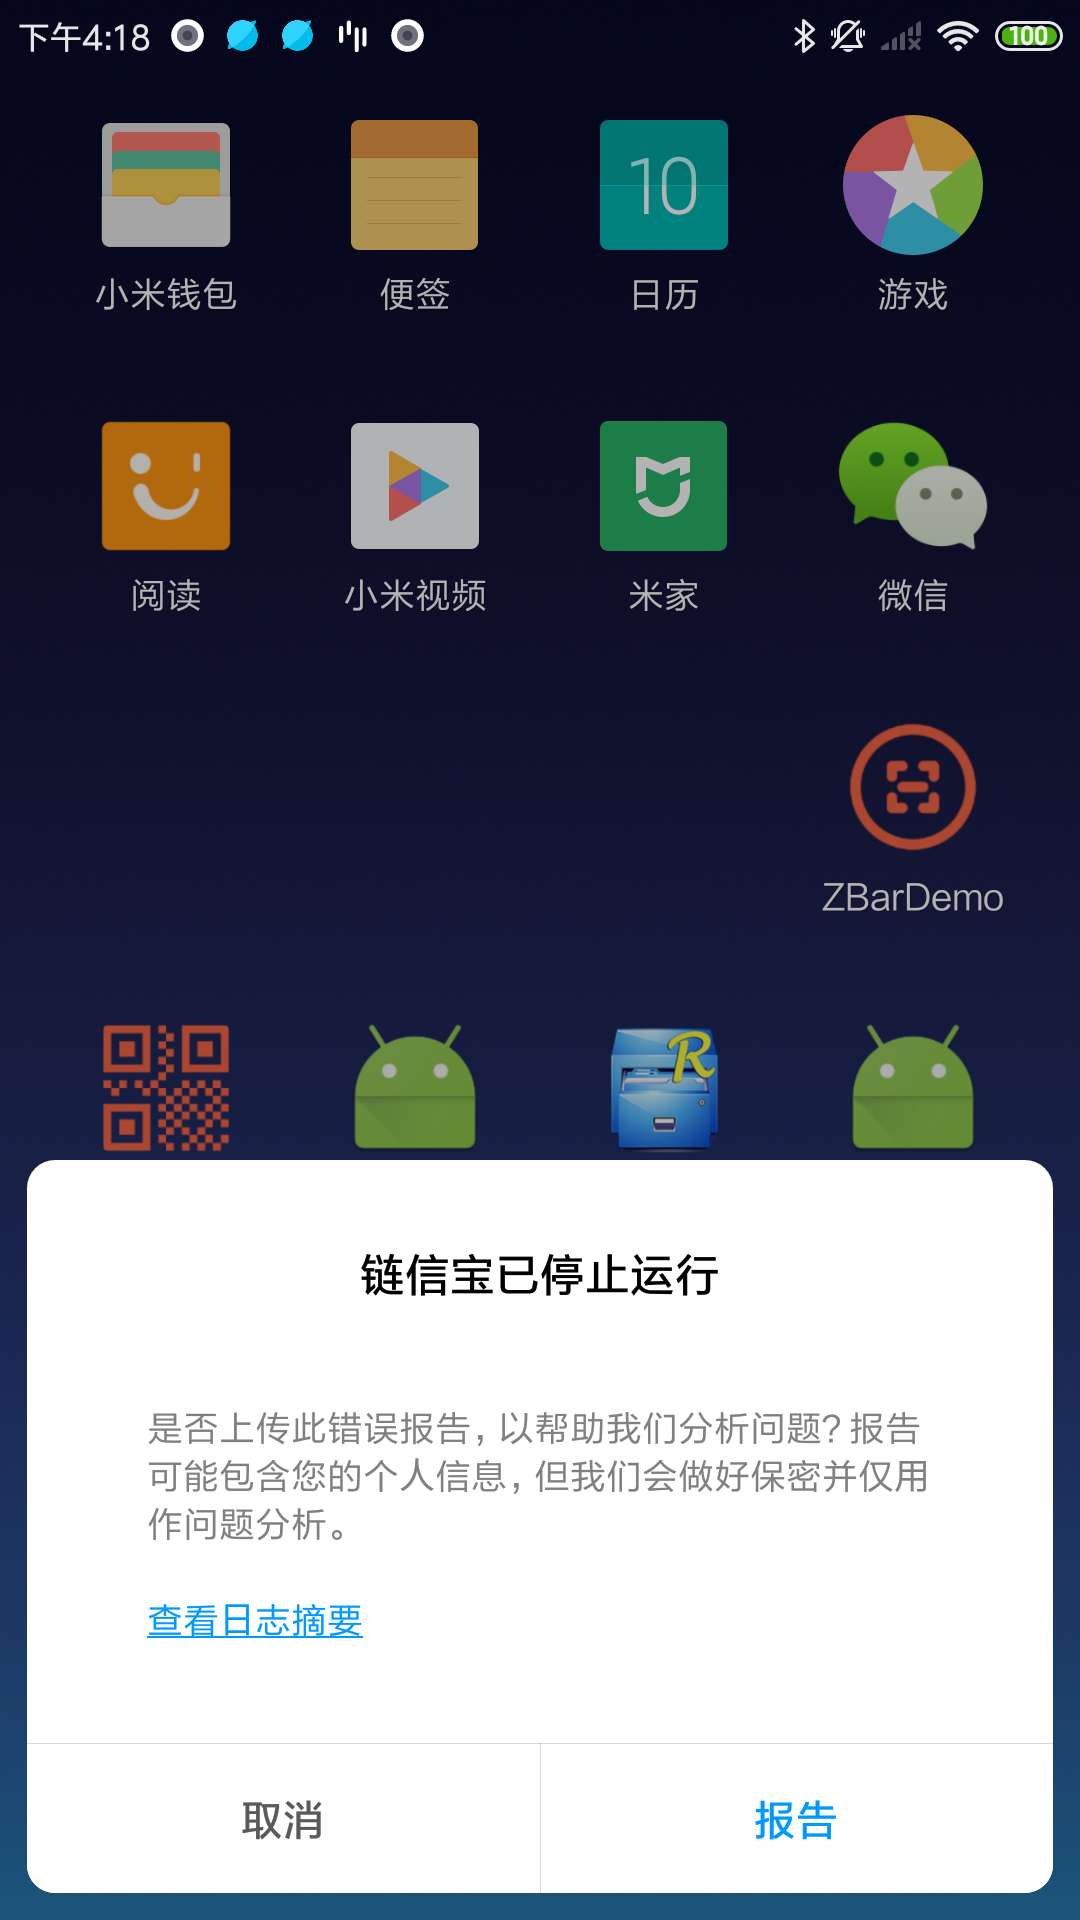 下午4:18
100
10
小米钱包
便签
日历
游戏
阅读
小米视频
米家
微信
ZBarDemo
R
链信宝已停止运行
是否上传此错误报告，以帮助我们分析问题？报告
可能包含您的个人信息，但我们会做好保密并仅用
作问题分析。
查看日志摘要
取消
报告